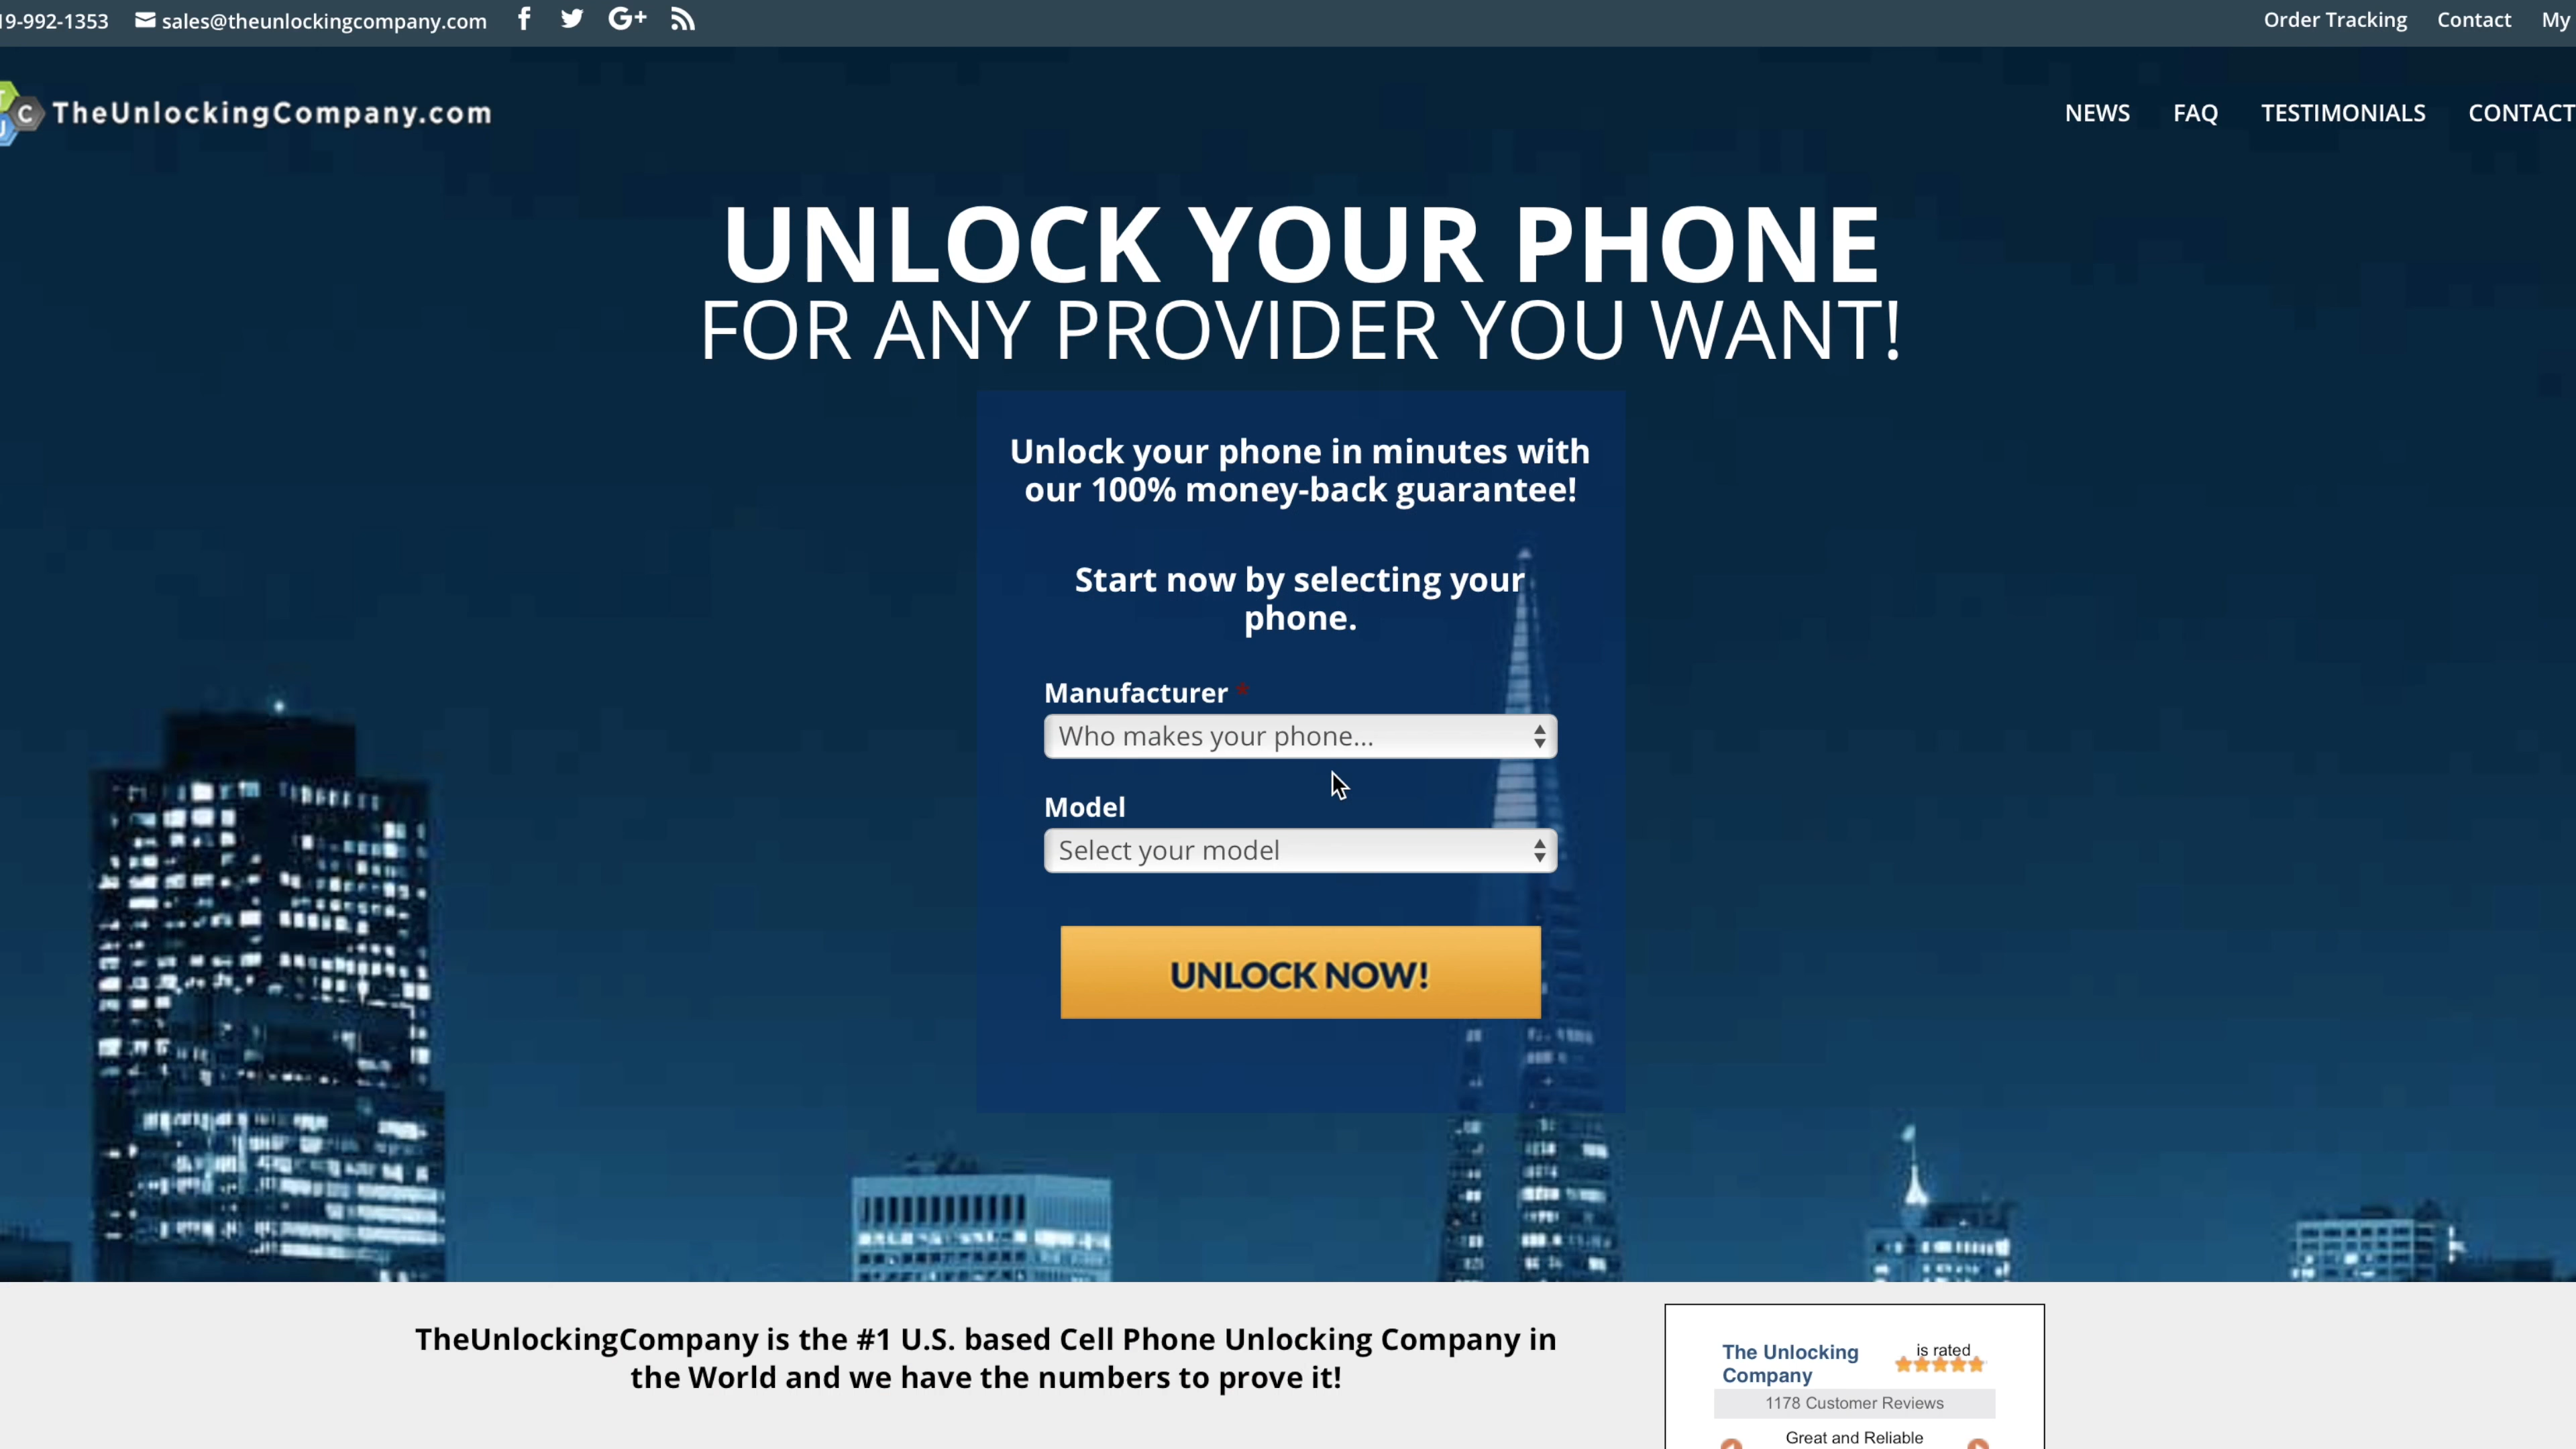 19-992-1353 sales@theunlockingcompany.com G+ Order Tracking Contact My
TheUnlockingCompany.com NEWS FAQ TESTIMONIALS CONTACT
UNLOCK YOUR PHONE
FOR ANY PROVIDER YOU WANT!
Unlock your phone in minutes with
our 100% money-back guarantee!
Start now by selecting your
phone.
Manufacturer *
Who makes your phone...
Model
Select your model
UNLOCK NOW!
TheUnlockingCompany is the #1 U.S. based Cell Phone Unlocking Company in
the World and we have the numbers to prove it!
The Unlocking
Company
is rated
1178 Customer Reviews
Great and Reliable